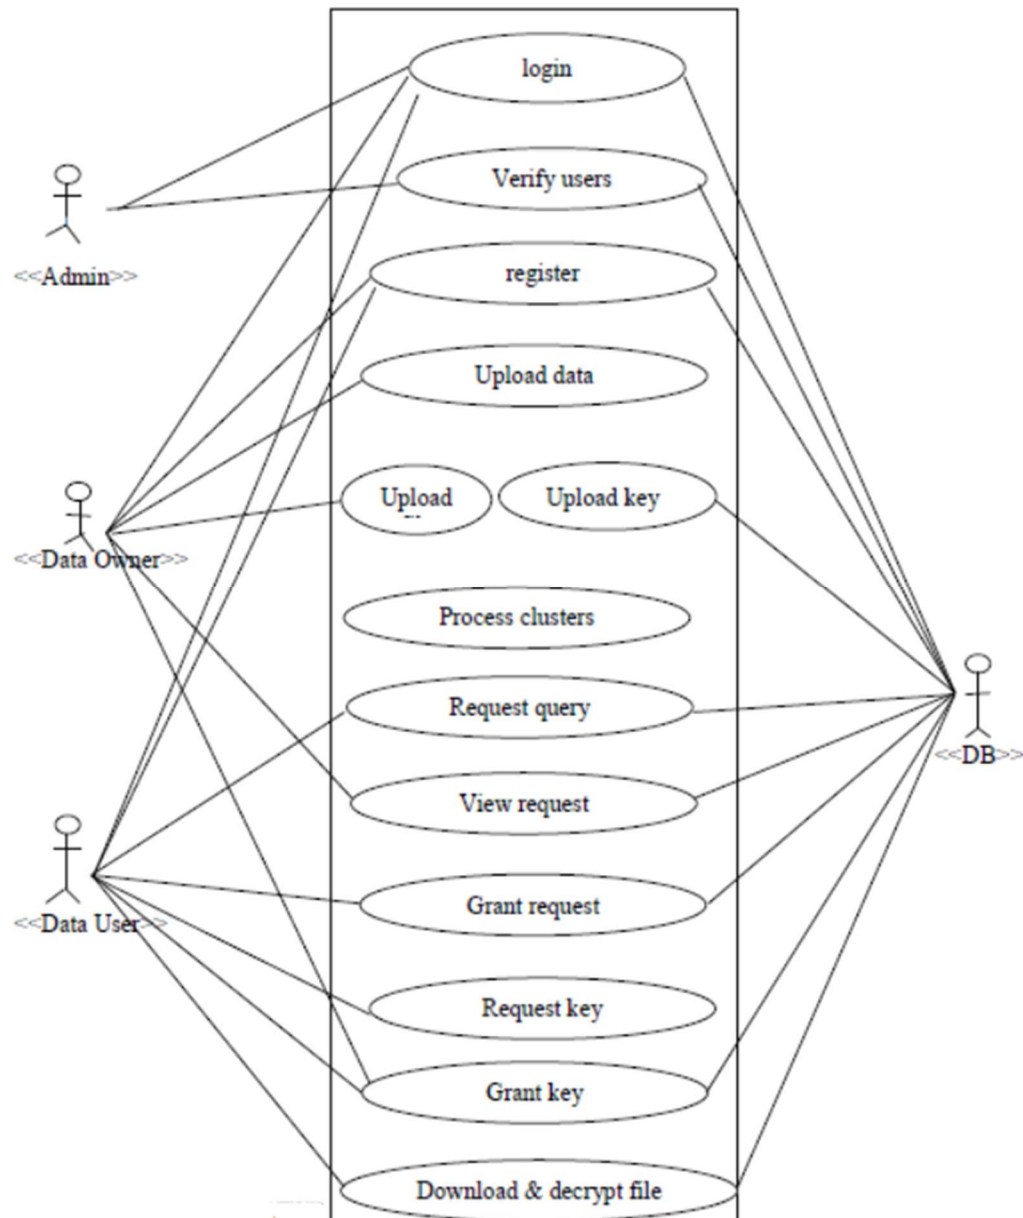 login
Verify users
<<Admin>>
register
Upload data
Upload
Upload key
<<Data Owner>>
Process clusters
Request query
<<DB>>
View request
Grant request
<<Data User>>
Request key
Grant key
Download & decrypt file